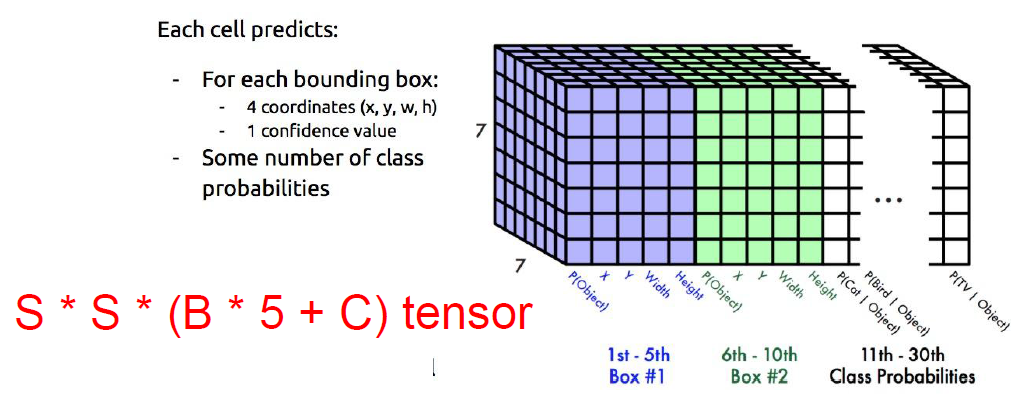 Each cell predicts:
- For each bounding box:
- 4 coordinates (x, y, w, h)
- 1 confidence value
- Some number of class
probabilities
S * S * (B * 5 + C) tensor
7
7
P(Object)
X
Y
Width
Height
P(Object)
X
Y
Width
Height
P(Cat | Object)
P(Bird | Object)
...
P(TV | Object)
1st - 5th
Box #1
6th - 10th
Box #2
11th - 30th
Class Probabilities